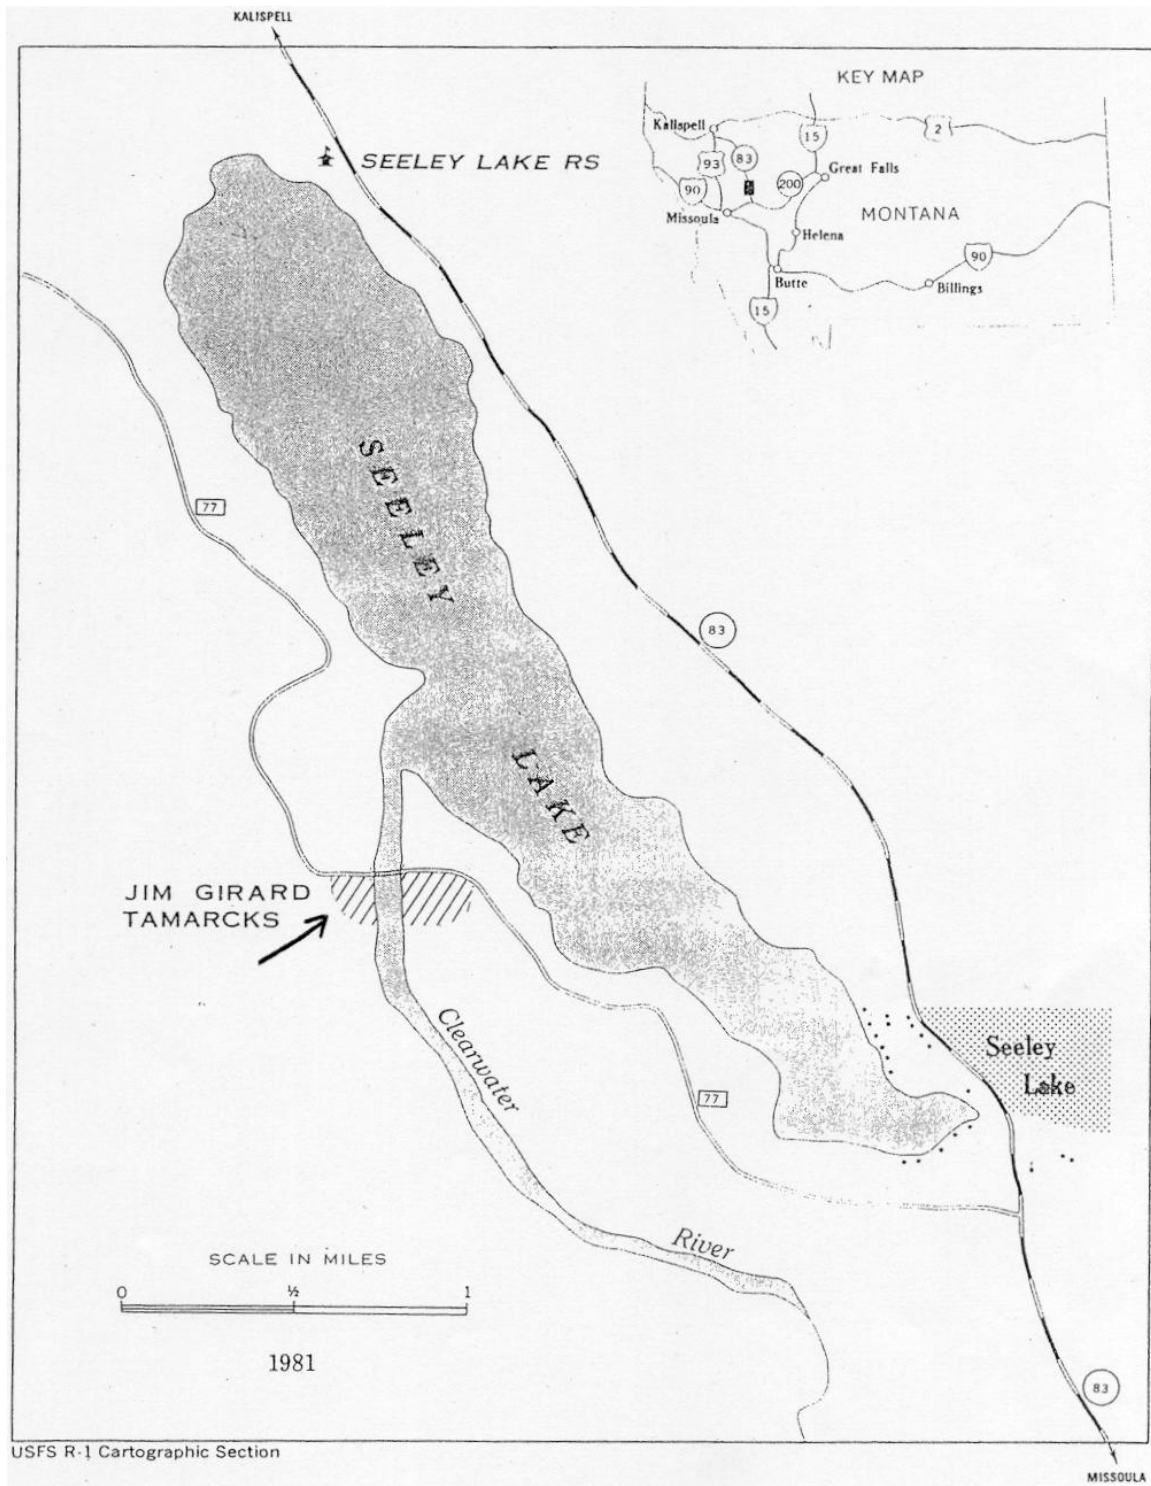 KALISPELL
KEY MAP
Kalispell
2
15
93
83
SEELEY LAKE RS
200
Great Falls
90
Missoula
MONTANA
Helena
90
Butte
Billings
15
77
SEELEY
83
LAKE
JIM GIRARD
TAMARCKS
Clearwater
Seeley
Lake
77
River
SCALE IN MILES
0 ½ 1
1981
83
USFS R-1 Cartographic Section
MISSOULA